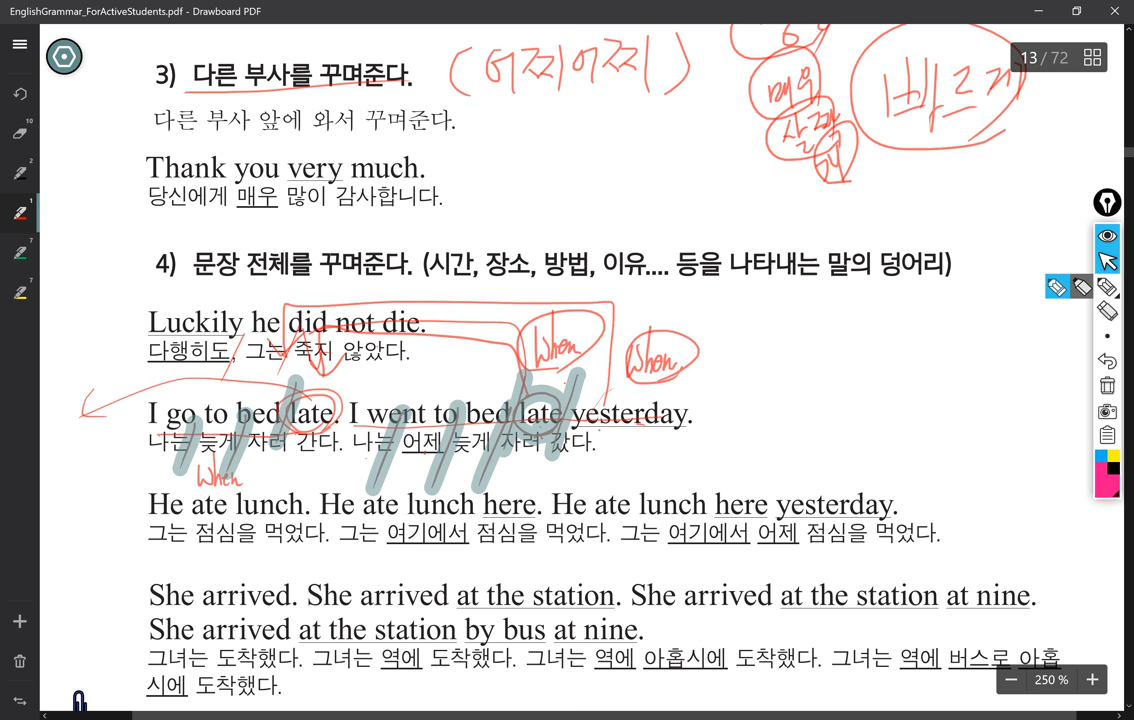 EnglishGrammar_ForActiveStudents.pdf - Drawboard PDF
13 / 72
3) 다른 부사를 꾸며준다. (어찌어찌)
매우
바르게
다른 부사 앞에 와서 꾸며준다.
Thank you very much.
당신에게 매우 많이 감사합니다.
4) 문장 전체를 꾸며준다. (시간, 장소, 방법, 이유.... 등을 나타내는 말의 덩어리)
Luckily he did not die.
When
When
다행히도, 그는 죽지 않았다.
I go to bed late. I went to bed late yesterday.
나는 늦게 자러 간다. 나는 어제 늦게 자러 갔다.
When
He ate lunch. He ate lunch here. He ate lunch here yesterday.
그는 점심을 먹었다. 그는 여기에서 점심을 먹었다. 그는 여기에서 어제 점심을 먹었다.
She arrived. She arrived at the station. She arrived at the station at nine.
She arrived at the station by bus at nine.
그녀는 도착했다. 그녀는 역에 도착했다. 그녀는 역에 아홉시에 도착했다. 그녀는 역에 버스로 아홉
시에 도착했다.
250 %
10
2
1
7
7